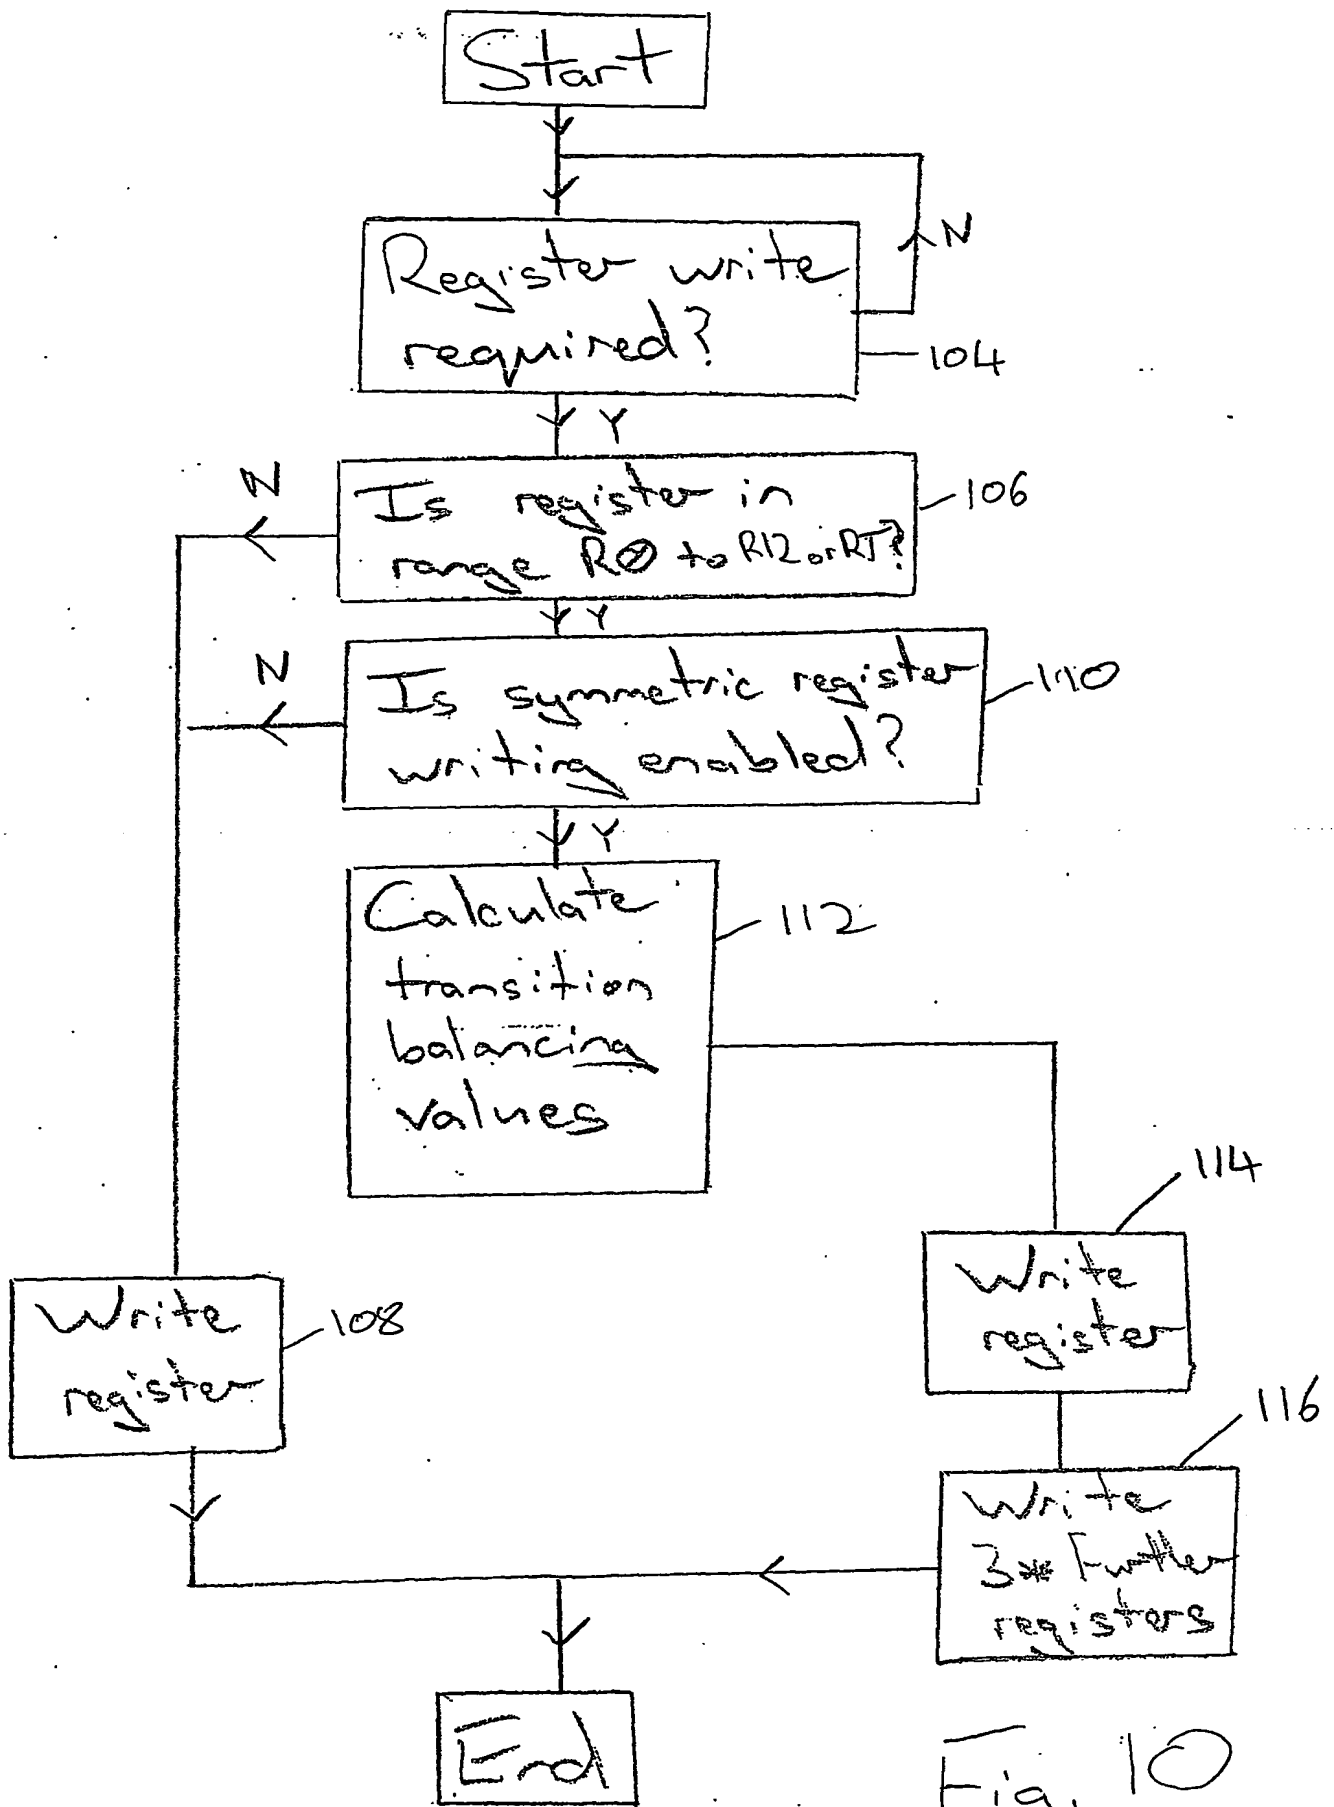 Start
N
Register write
required?
104
Y
N
Is register in
range R0 to R12 or RT?
106
Y
N
Is symmetric register
writing enabled?
110
Y
Calculate
transition
balancing
values
112
114
Write
register
108
Write
register
116
Write
3* Further
registers
End
Fig. 10